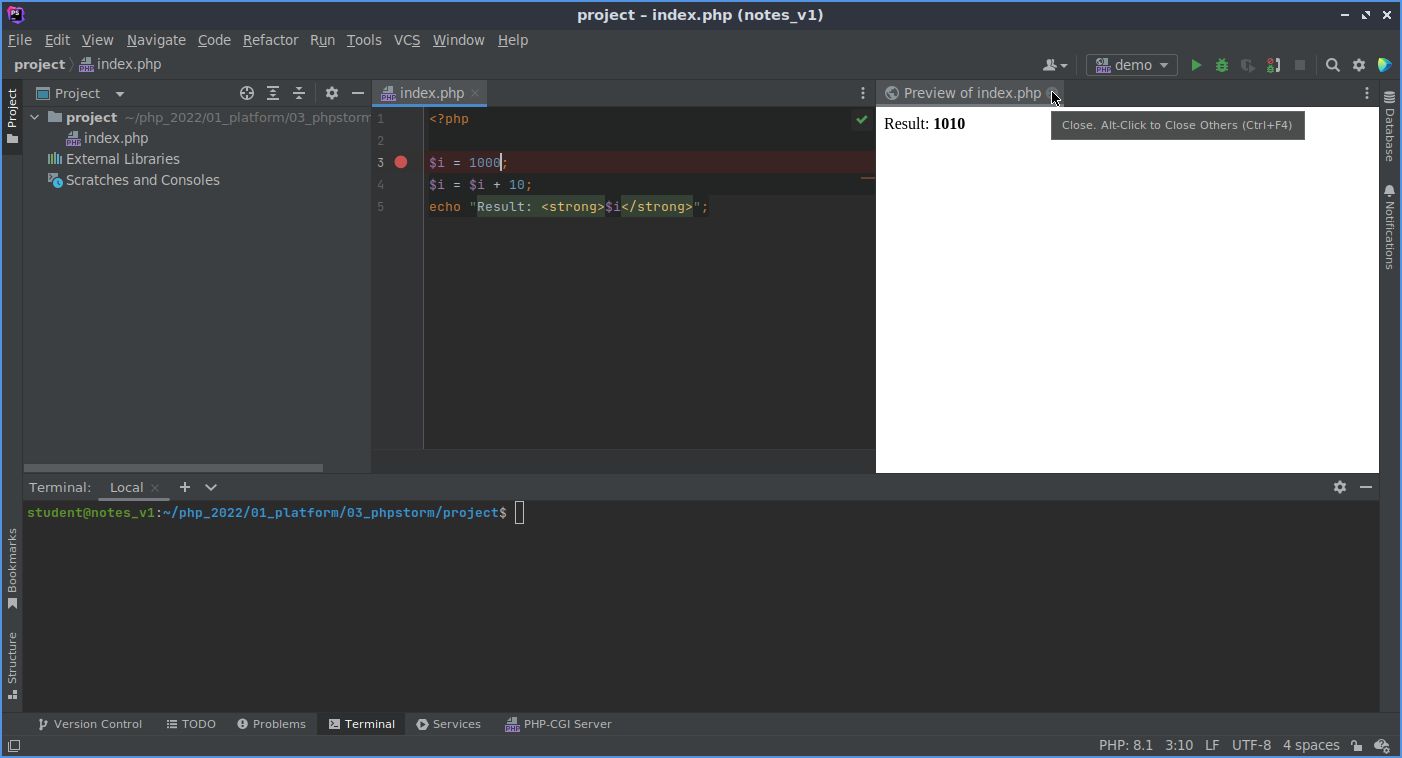 project – index.php (notes_v1)
File Edit View Navigate Code Refactor Run Tools VCS Window Help
project index.php
demo
Project
Project
project ~/php_2022/01_platform/03_phpstorm
index.php
External Libraries
Scratches and Consoles
index.php
1 <?php
2
3 $i = 1000;
4 $i = $i + 10;
5 echo "Result: <strong>$i</strong>";
Preview of index.php
Result: 1010
Close. Alt-Click to Close Others (Ctrl+F4)
Database
Notifications
Terminal: Local
student@notes_v1:~/php_2022/01_platform/03_phpstorm/project$
Bookmarks
Structure
Version Control TODO Problems Terminal Services PHP-CGI Server
PHP: 8.1 3:10 LF UTF-8 4 spaces